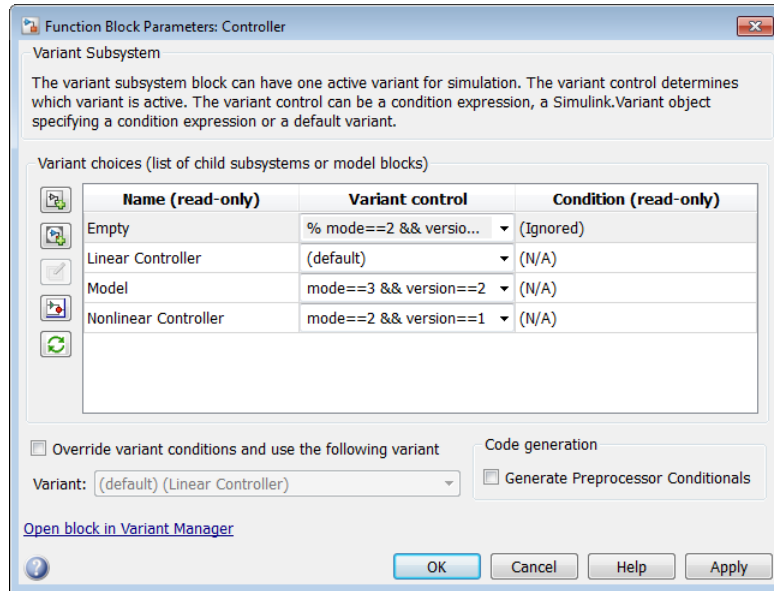 Function Block Parameters: Controller
Variant Subsystem
The variant subsystem block can have one active variant for simulation. The variant control determines
which variant is active. The variant control can be a condition expression, a Simulink.Variant object
specifying a condition expression or a default variant.
Variant choices (list of child subsystems or model blocks)
Name (read-only) Variant control Condition (read-only)
Empty % mode==2 && versio... (Ignored)
Linear Controller (default) (N/A)
Model mode==3 && version==2 (N/A)
Nonlinear Controller mode==2 && version==1 (N/A)
Override variant conditions and use the following variant
Variant: (default) (Linear Controller)
Code generation
Generate Preprocessor Conditionals
Open block in Variant Manager
OK Cancel Help Apply